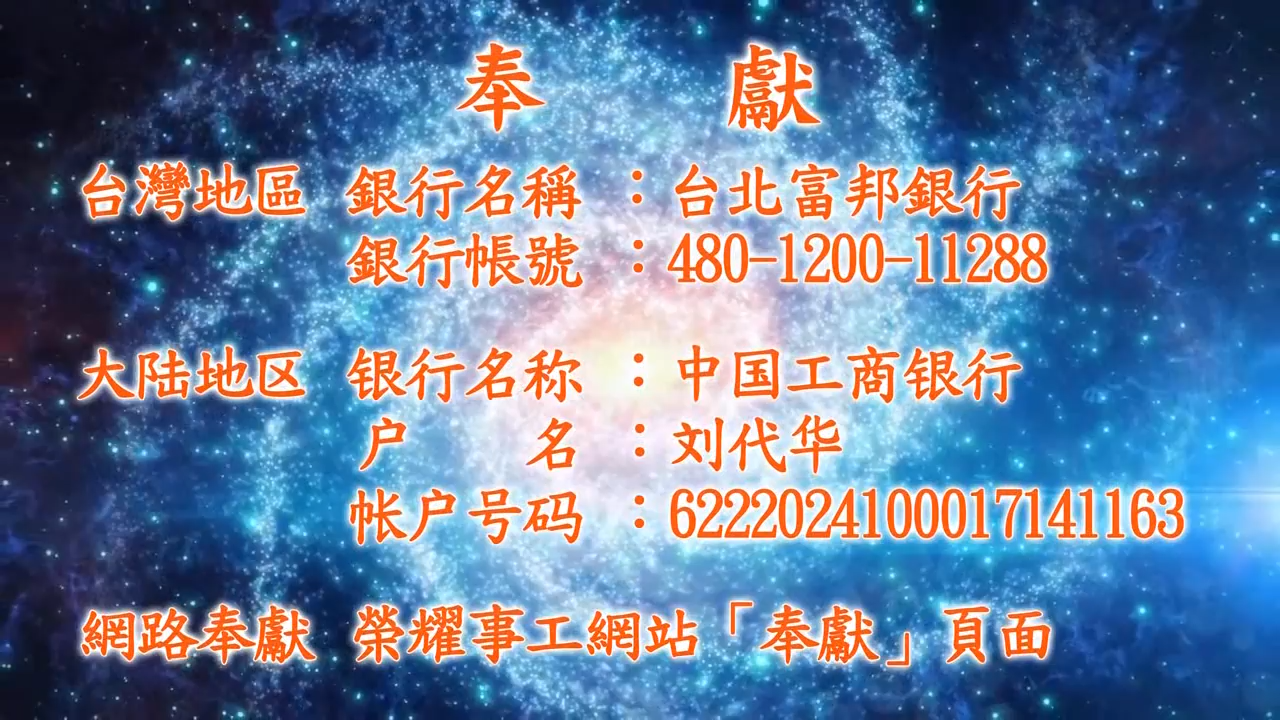 奉 獻
台灣地區 銀行名稱 ：台北富邦銀行
銀行帳號 ：480-1200-11288
大陆地区 银行名称 ：中国工商银行
户 名 ：刘代华
帐户号码 ：6222024100017141163
網路奉獻 榮耀事工網站「奉獻」頁面